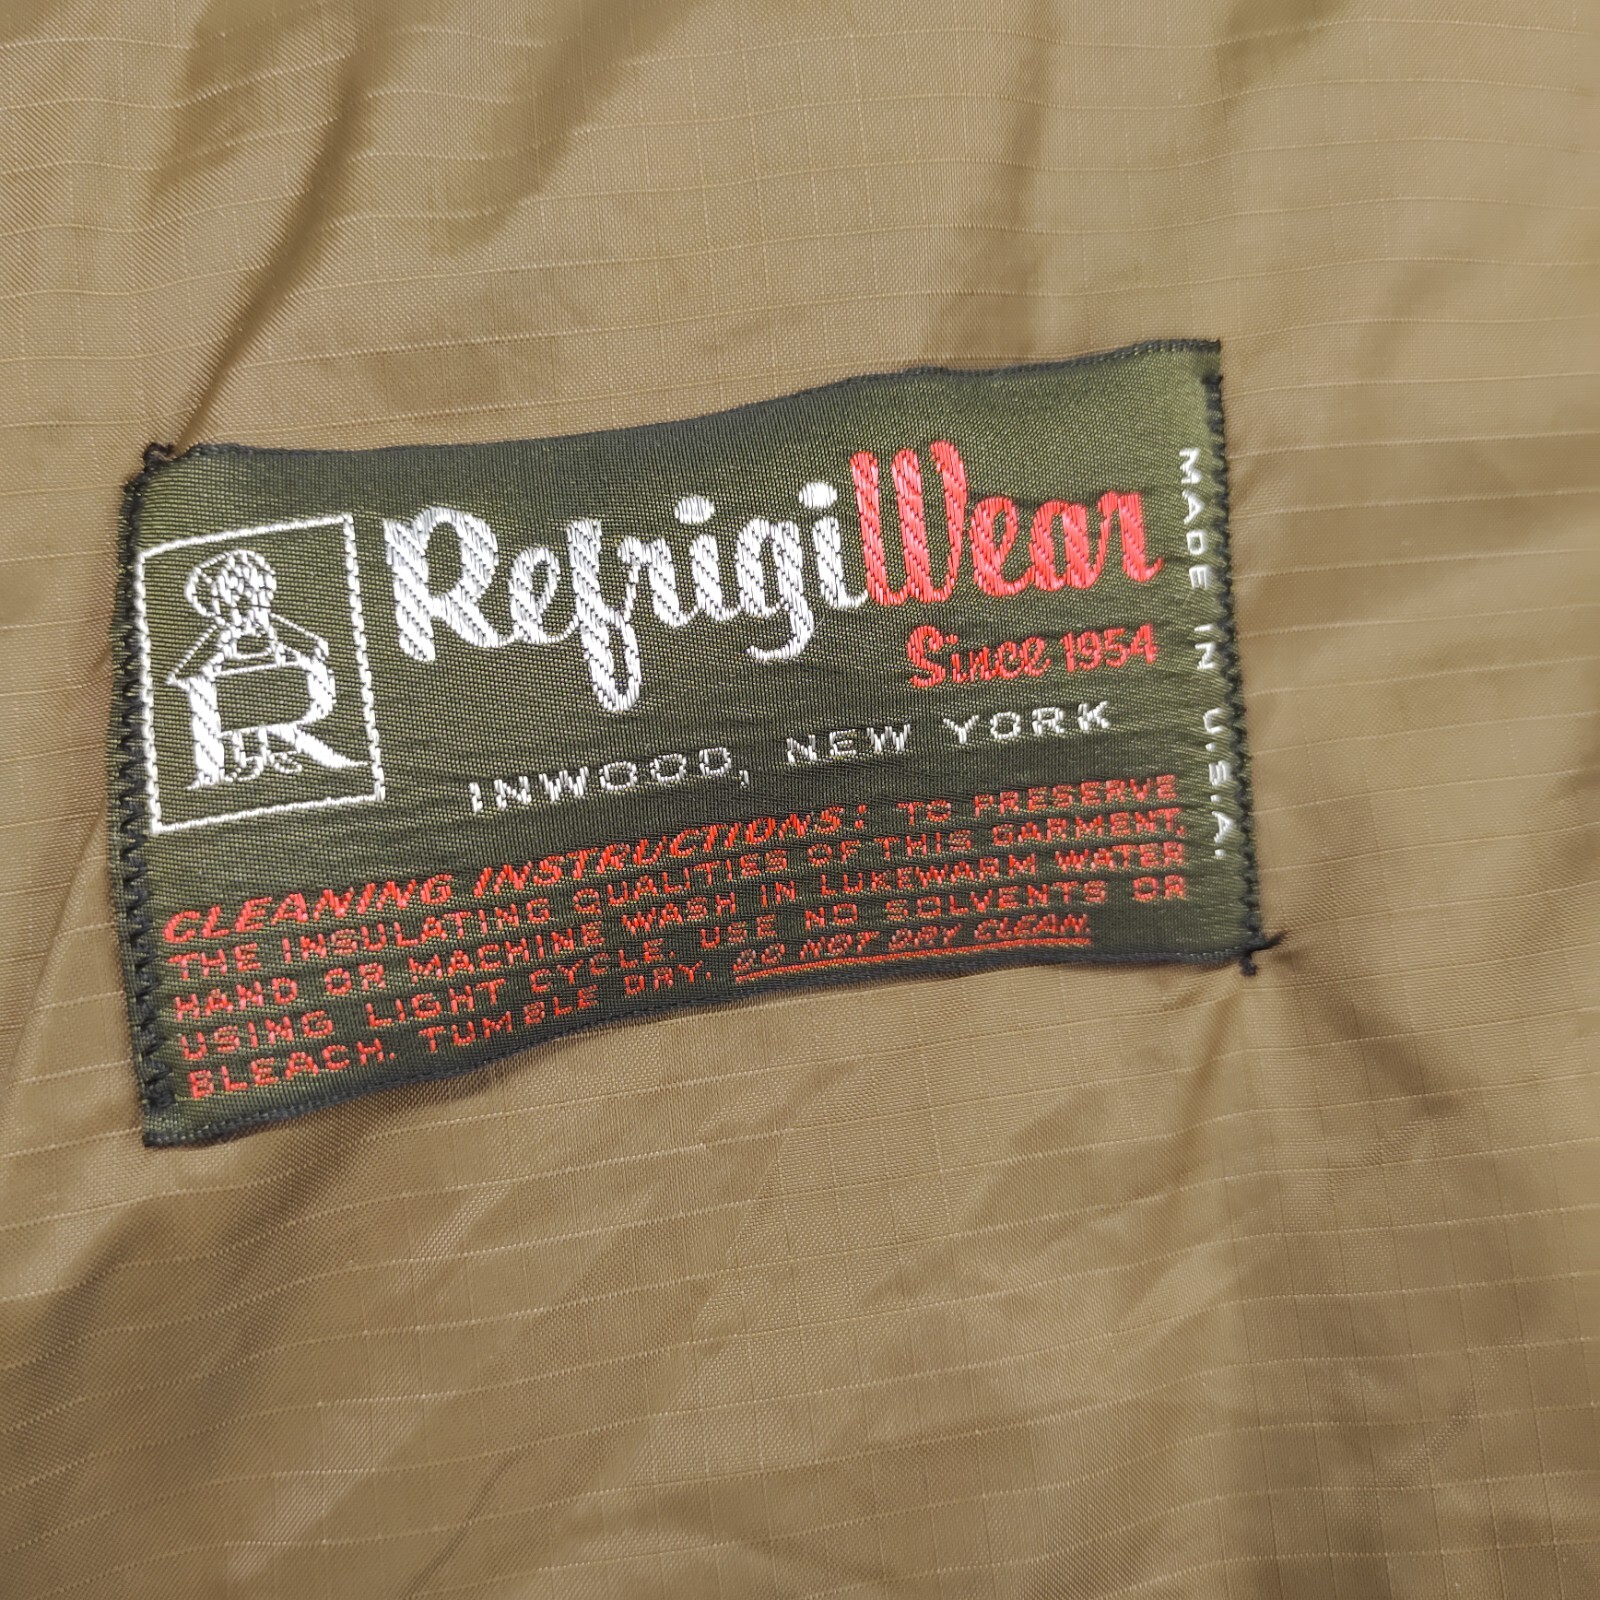 RefrigiWear
Since 1954
INWOOD, NEW YORK
MADE IN U.S.A.
CLEANING INSTRUCTIONS: TO PRESERVE
THE INSULATING QUALITIES OF THIS GARMENT,
HAND OR MACHINE WASH IN LUKEWARM WATER
USING LIGHT CYCLE. USE NO SOLVENTS OR
BLEACH. TUMBLE DRY. DO NOT DRY CLEAN.
R